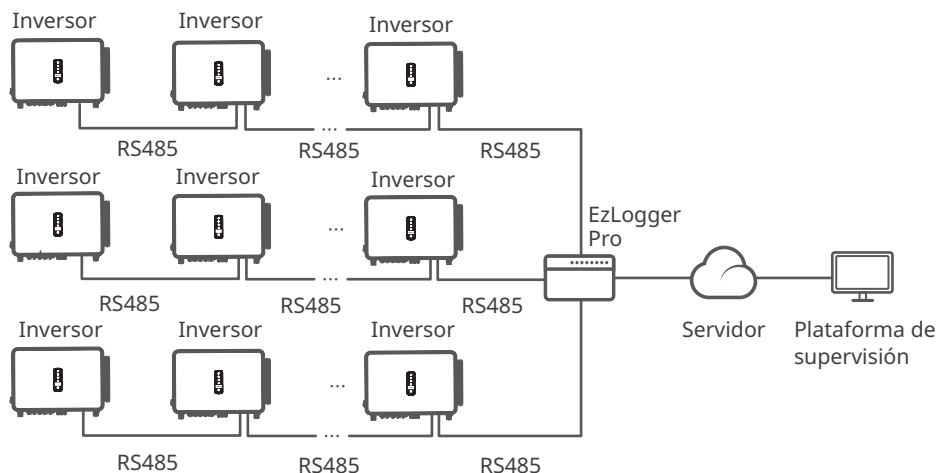 Inversor
Inversor
Inversor
...
...
RS485
RS485
RS485
Inversor
Inversor
Inversor
...
...
RS485
RS485
RS485
EzLogger
Pro
Servidor
Plataforma de
supervisión
Inversor
Inversor
Inversor
...
...
RS485
RS485
RS485